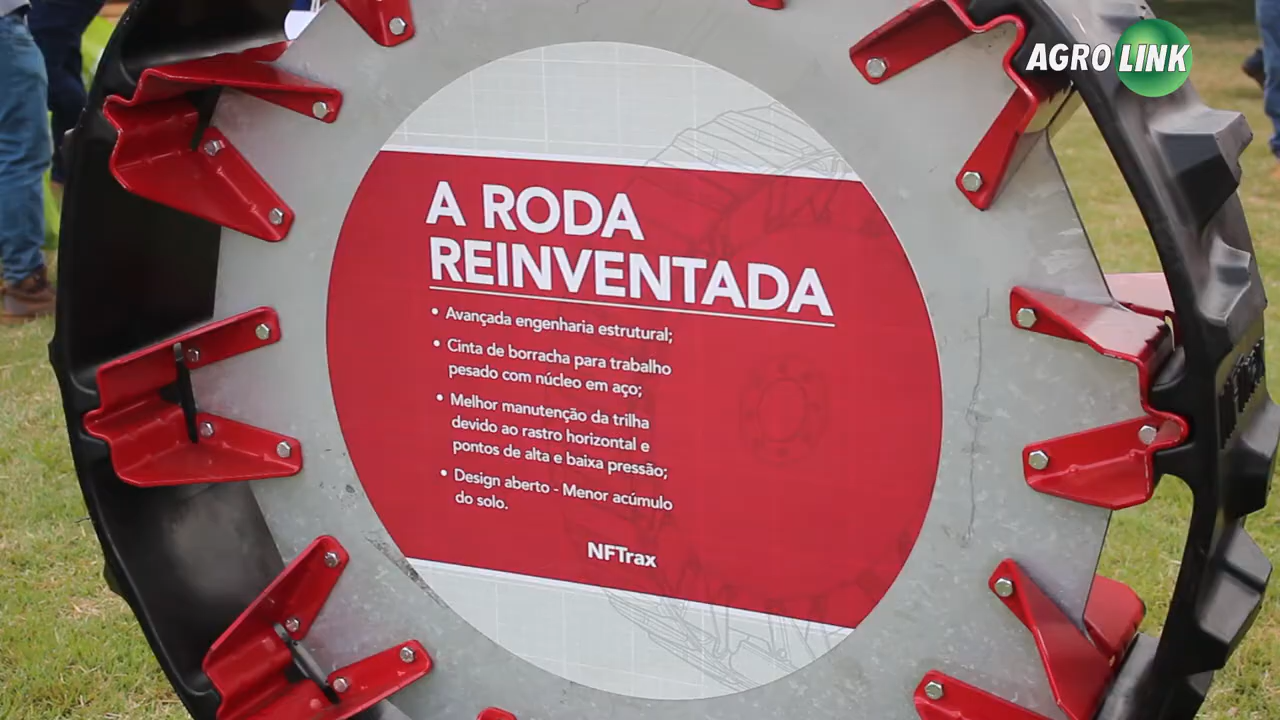 AGRO LINK
A RODA
REINVENTADA
• Avançada engenharia estrutural;
• Cinta de borracha para trabalho
pesado com núcleo em aço;
• Melhor manutenção da trilha
devido ao rastro horizontal e
pontos de alta e baixa pressão;
• Design aberto - Menor acúmulo
do solo.
NFTrax